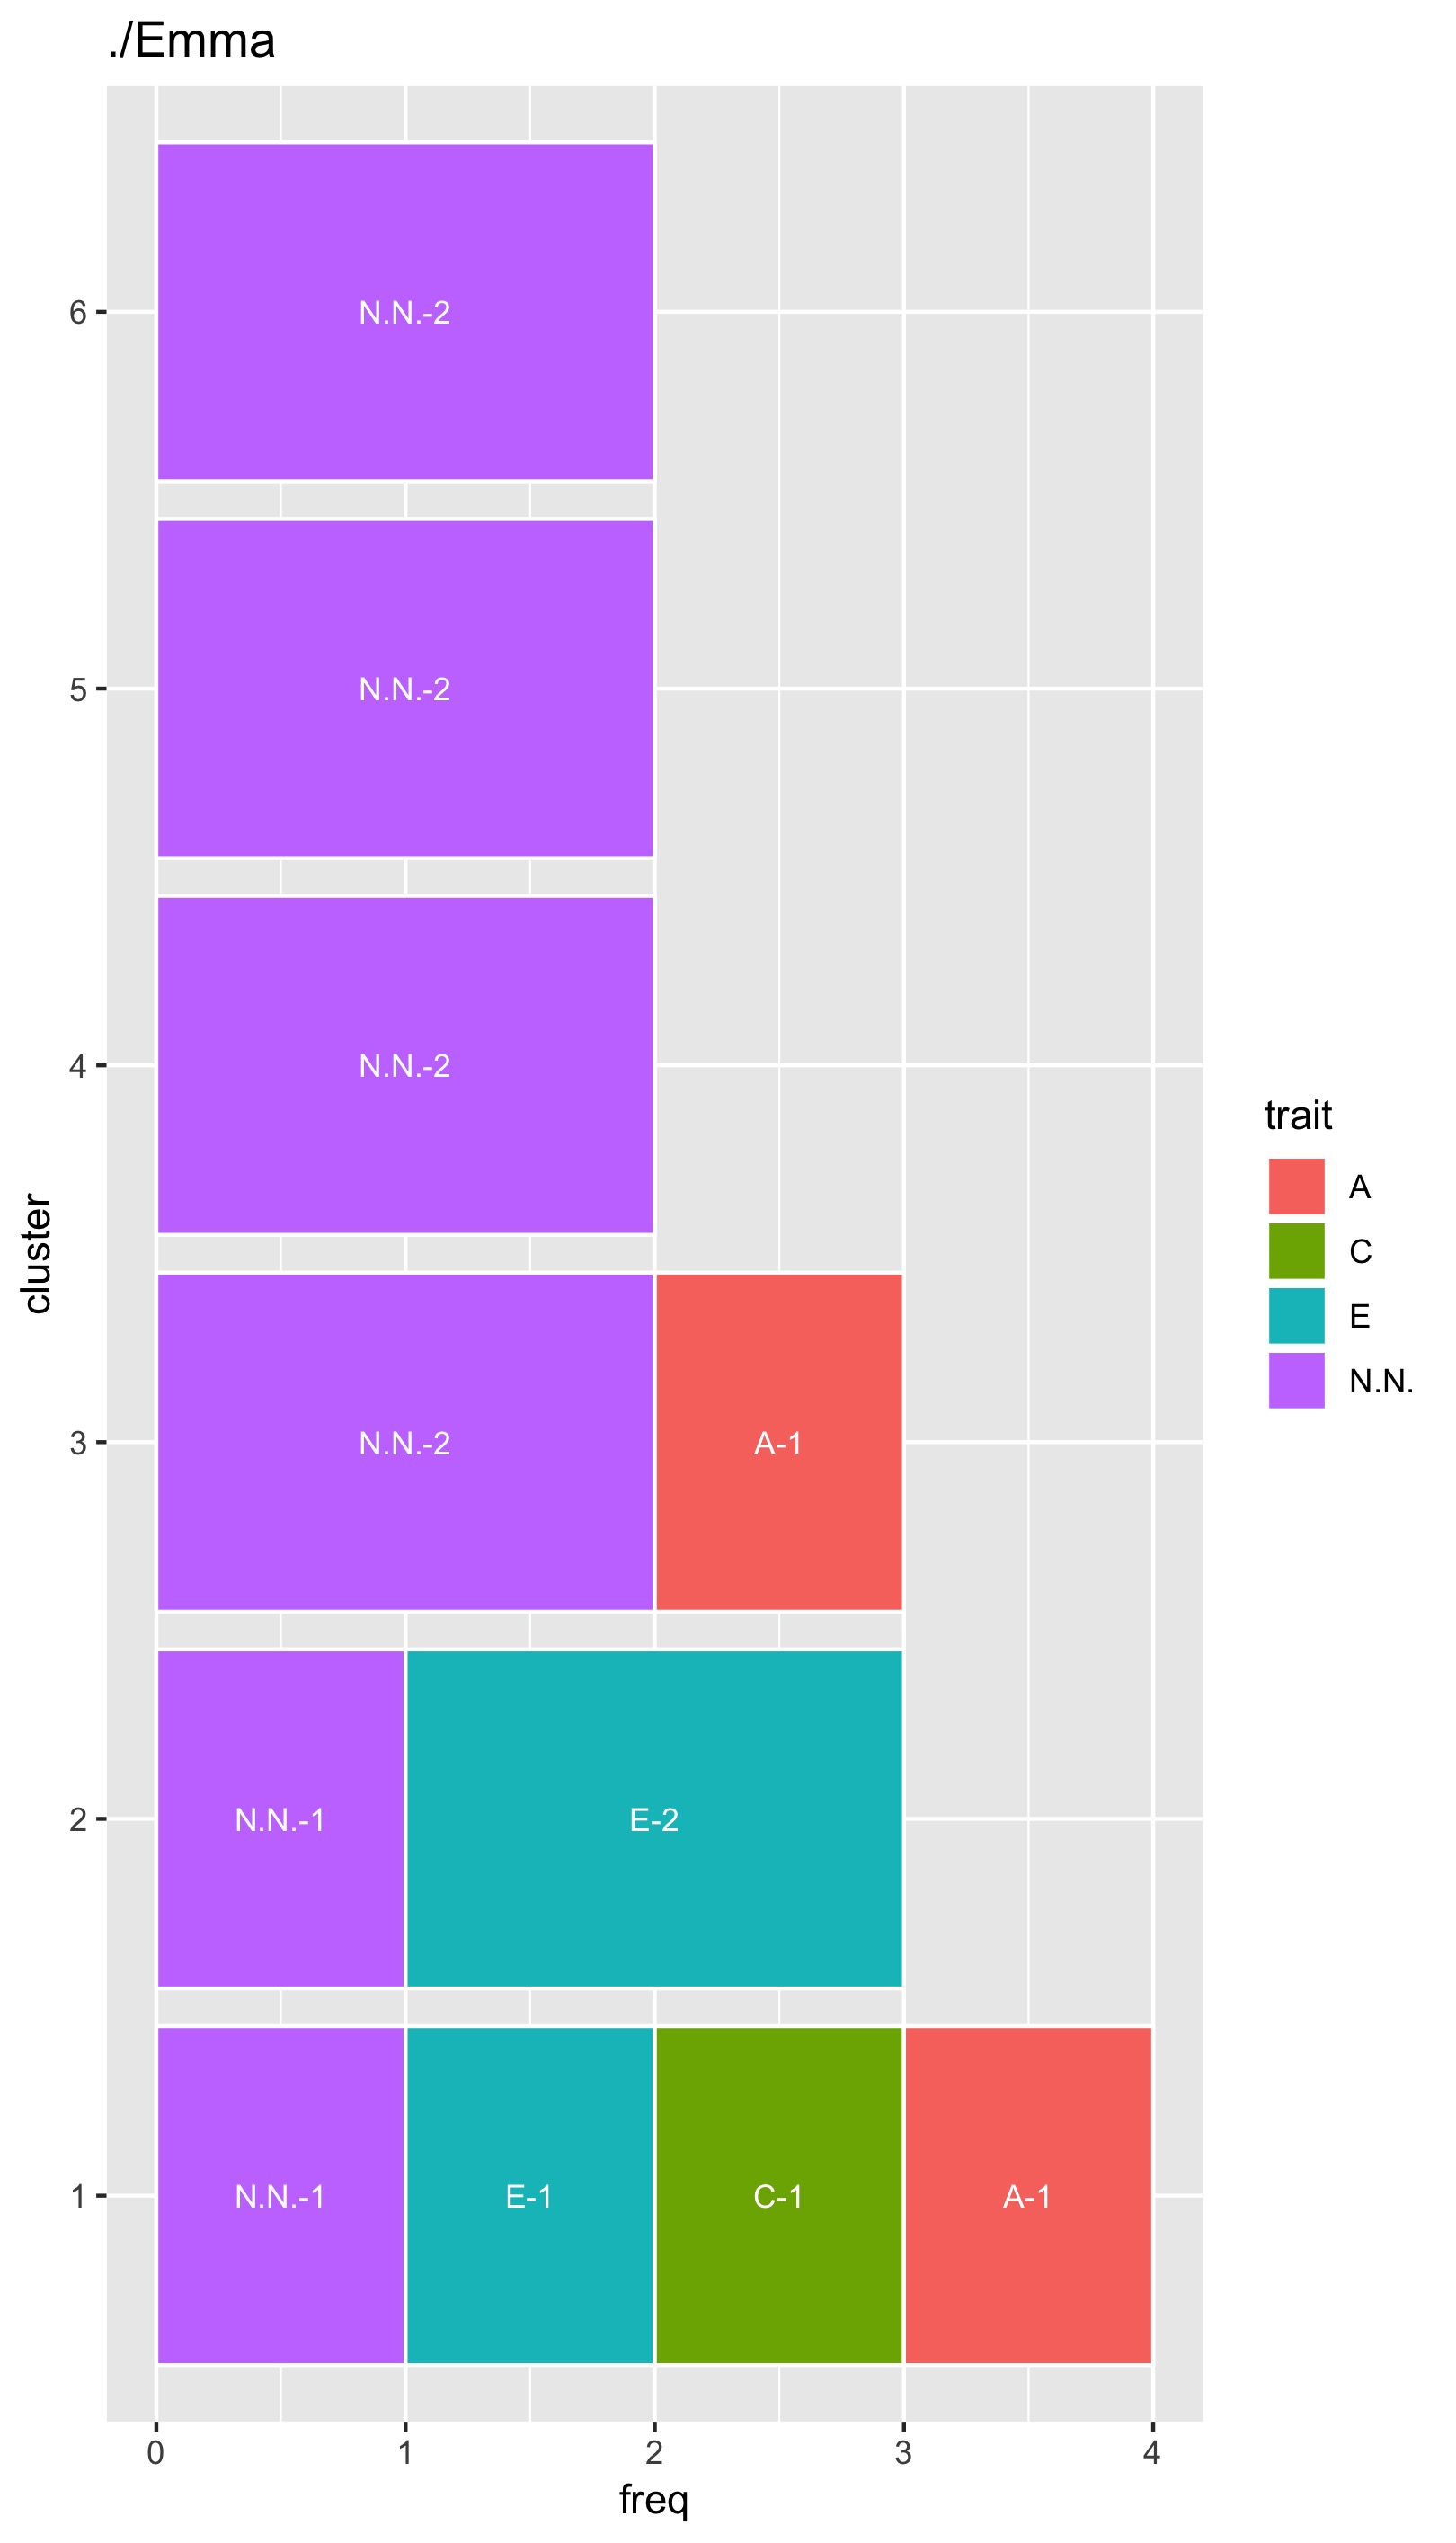 ./Emma
6
N.N.-2
5
N.N.-2
4
N.N.-2
3
N.N.-2 A-1
2
N.N.-1 E-2
1
N.N.-1 E-1 C-1 A-1
0 1 2 3 4
freq
cluster
trait
A
C
E
N.N.